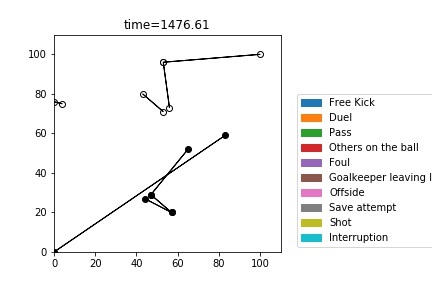 time=1476.61
100
80
60
40
20
0
0 20 40 60 80 100
Free Kick
Duel
Pass
Others on the ball
Foul
Goalkeeper leaving l
Offside
Save attempt
Shot
Interruption